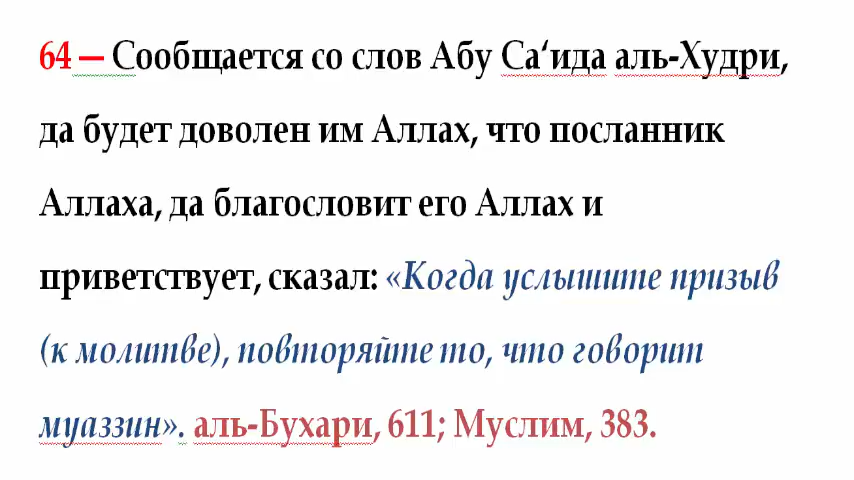 64 — Сообщается со слов Абу Са‘ида аль-Худри,
да будет доволен им Аллах, что посланник
Аллаха, да благословит его Аллах и
приветствует, сказал: «Когда услышите призыв
(к молитве), повторяйте то, что говорит
муаззин». аль-Бухари, 611; Муслим, 383.